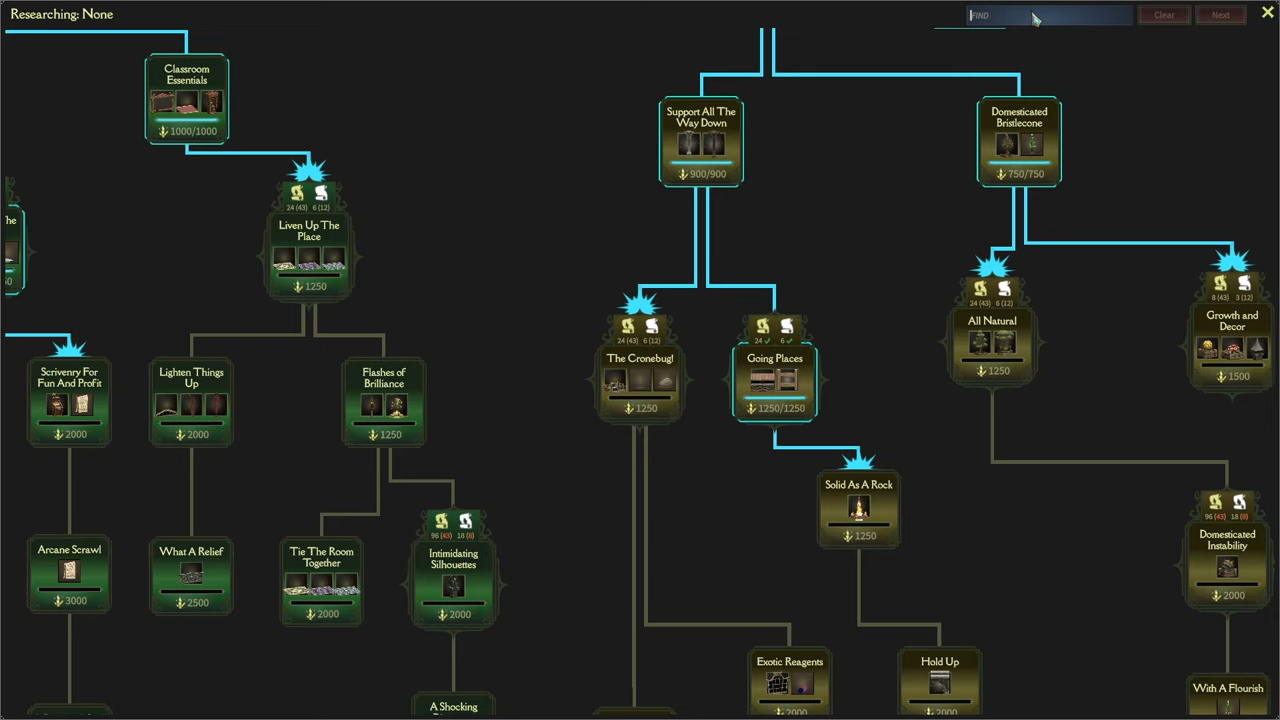 Researching: None
FIND
Clear
Next
Classroom
Essentials
1000/1000
Support All The
Way Down
900/900
Domesticated
Bristlecone
750/750
24 (43) 6 (12)
Liven Up The
Place
1250
24 (43) 6 (12)
The Cronebug!
1250
24 ✓ 6 ✓
Going Places
1250/1250
24 (43) 6 (12)
All Natural
1250
8 (43) 3 (12)
Growth and
Decor
1500
Scrivenry For
Fun And Profit
2000
Lighten Things
Up
2000
Flashes of
Brilliance
1250
Solid As A Rock
1250
Arcane Scrawl
3000
What A Relief
2500
Tie The Room
Together
2000
96 (43) 18 (8)
Intimidating
Silhouettes
2000
96 (43) 18 (8)
Domesticated
Instability
2000
Exotic Reagents
2000
Hold Up
2000
With A Flourish
A Shocking